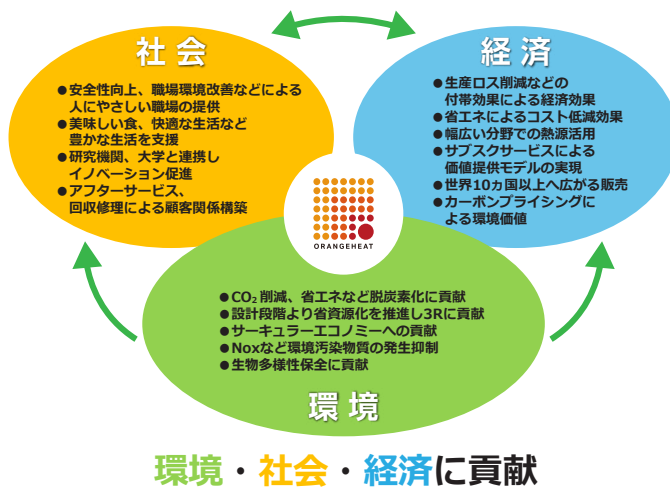 社会
●安全性向上、職場環境改善などによる
人にやさしい職場の提供
●美味しい食、快適な生活など
豊かな生活を支援
●研究機関、大学と連携し
イノベーション促進
●アフターサービス、
回収修理による顧客関係構築
経済
●生産ロス削減などの
付帯効果による経済効果
●省エネによるコスト低減効果
●幅広い分野での熱源活用
●サブスクサービスによる
価値提供モデルの実現
●世界10ヵ国以上へ広がる販売
●カーボンプライシングに
よる環境価値
ORANGEHEAT
●CO₂削減、省エネなど脱炭素化に貢献
●設計段階より省資源化を推進し3Rに貢献
●サーキュラーエコノミーへの貢献
●Noxなど環境汚染物質の発生抑制
●生物多様性保全に貢献
環境
環境・社会・経済に貢献